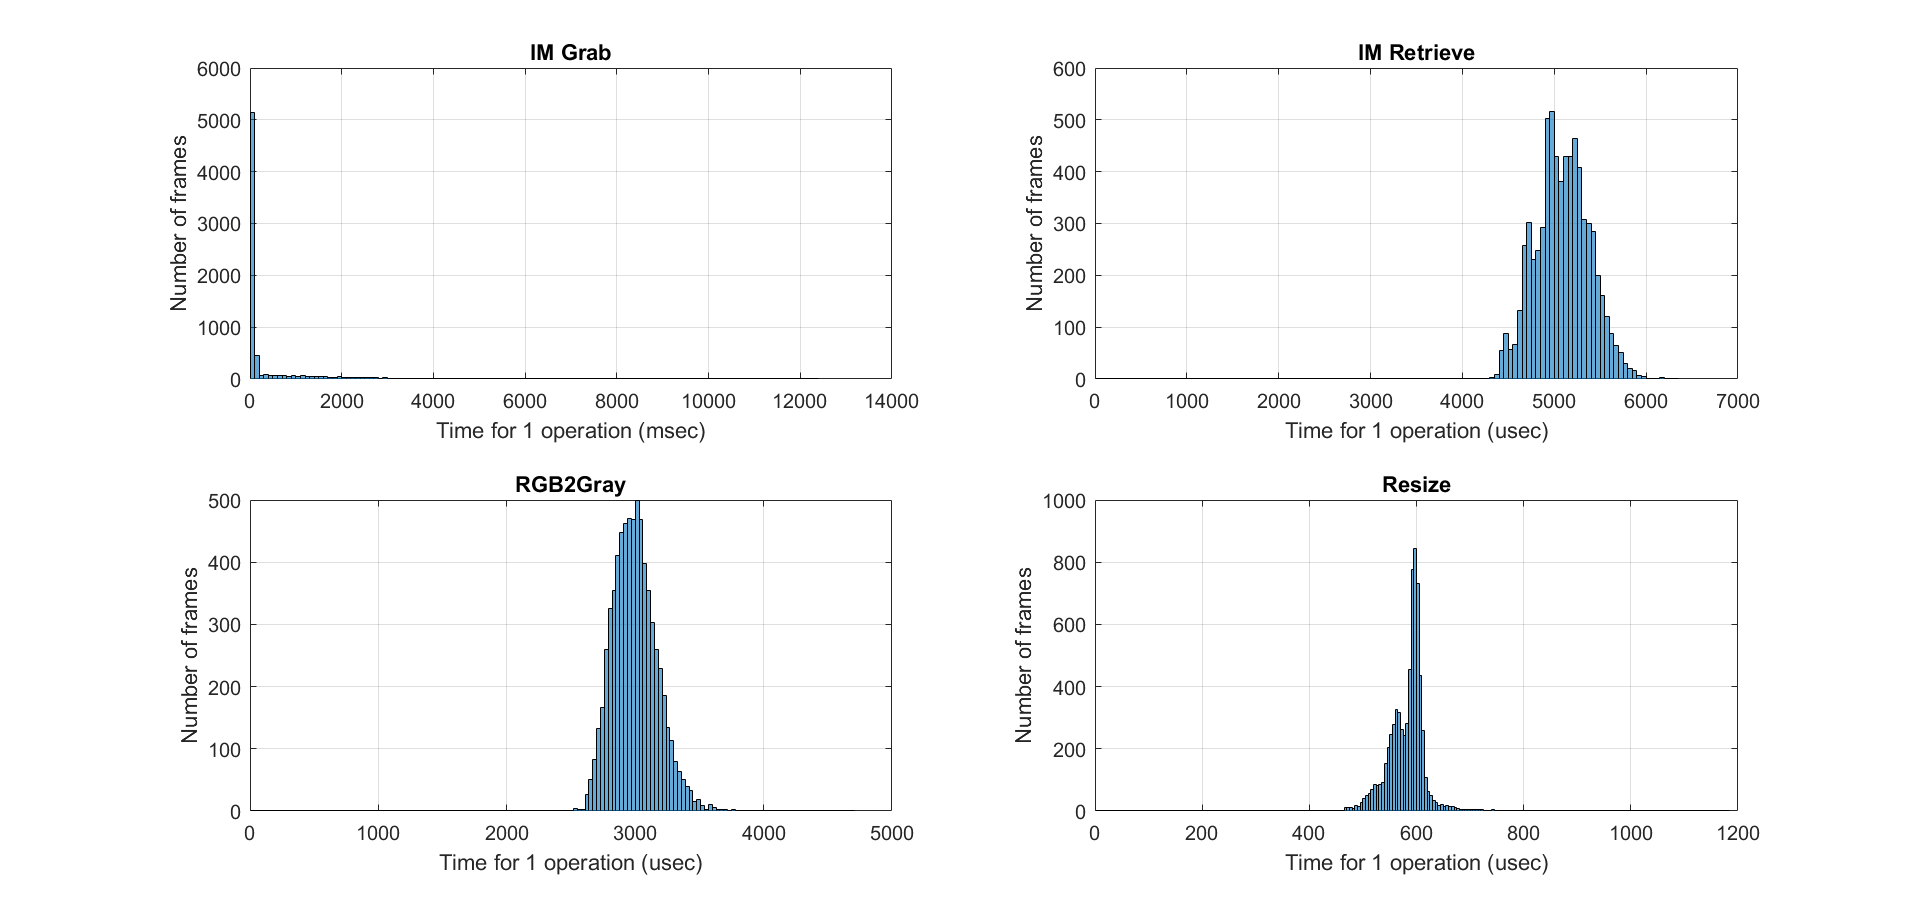 IM Grab
6000
5000
4000
3000
2000
1000
0
Number of frames
0 2000 4000 6000 8000 10000 12000 14000
Time for 1 operation (msec)
IM Retrieve
600
500
400
300
200
100
0
Number of frames
0 1000 2000 3000 4000 5000 6000 7000
Time for 1 operation (usec)
RGB2Gray
500
400
300
200
100
0
Number of frames
0 1000 2000 3000 4000 5000
Time for 1 operation (usec)
Resize
1000
800
600
400
200
0
Number of frames
0 200 400 600 800 1000 1200
Time for 1 operation (usec)